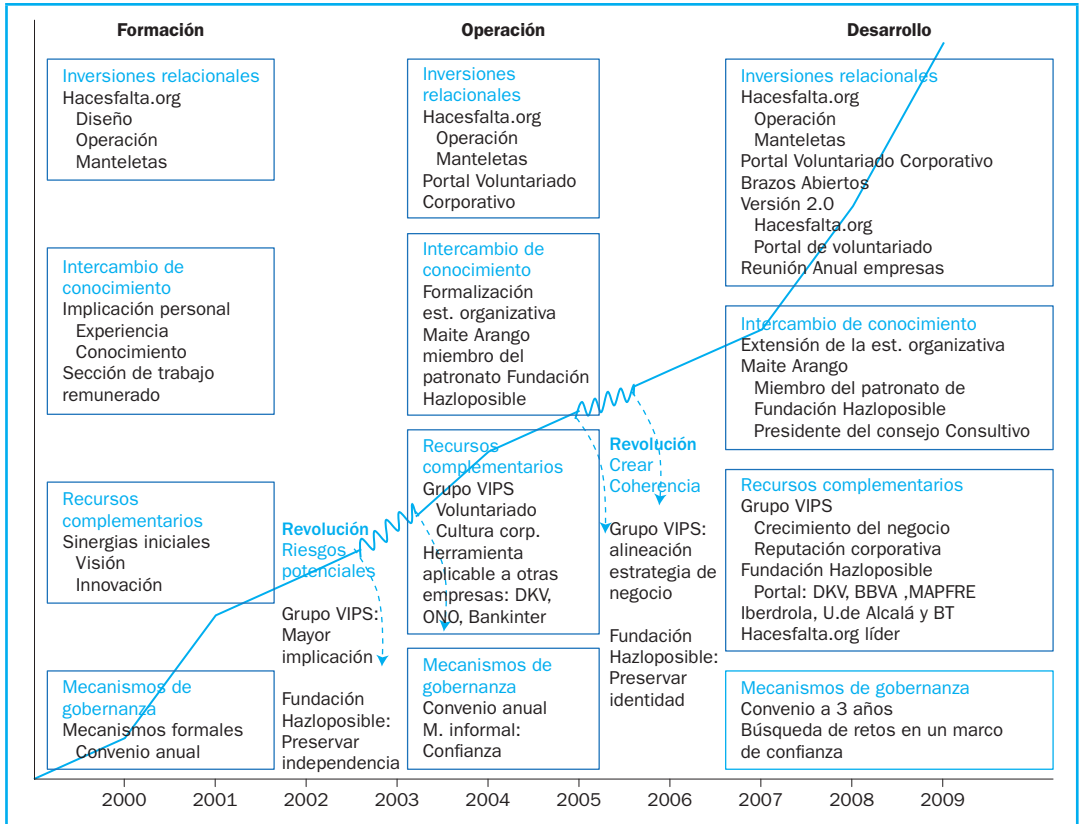 Formación
Inversiones relacionales
Hacesfalta.org
Diseño
Operación
Manteletas
Intercambio de
conocimiento
Implicación personal
Experiencia
Conocimiento
Sección de trabajo
remunerado
Recursos
complementarios
Sinergias iniciales
Visión
Innovación
Mecanismos de
gobernanza
Mecanismos formales
Convenio anual
Revolución
Riesgos
potenciales
Grupo VIPS:
Mayor
implicación
Fundación
Hazloposible:
Preservar
independencia
Operación
Inversiones
relacionales
Hacesfalta.org
Operación
Manteletas
Portal Voluntariado
Corporativo
Intercambio de
conocimiento
Formalización
est. organizativa
Maite Arango
miembro del
patronato Fundación
Hazloposible
Recursos
complementarios
Grupo VIPS
Voluntariado
Cultura corp.
Herramienta
aplicable a otras
empresas: DKV,
ONO, Bankinter
Mecanismos de
gobernanza
Convenio anual
M. informal:
Confianza
Revolución
Crear
Coherencia
Grupo VIPS:
alineación
estrategia de
negocio
Fundación
Hazloposible:
Preservar
identidad
Desarrollo
Inversiones relacionales
Hacesfalta.org
Operación
Manteletas
Portal Voluntariado Corporativo
Brazos Abiertos
Versión 2.0
Hacesfalta.org
Portal de voluntariado
Reunión Anual empresas
Intercambio de conocimiento
Extensión de la est. organizativa
Maite Arango
Miembro del patronato de
Fundación Hazloposible
Presidente del consejo Consultivo
Recursos complementarios
Grupo VIPS
Crecimiento del negocio
Reputación corporativa
Fundación Hazloposible
Portal: DKV, BBVA ,MAPFRE
Iberdrola, U.de Alcalá y BT
Hacesfalta.org líder
Mecanismos de gobernanza
Convenio a 3 años
Búsqueda de retos en un marco
de confianza
2000 2001 2002 2003 2004 2005 2006 2007 2008 2009